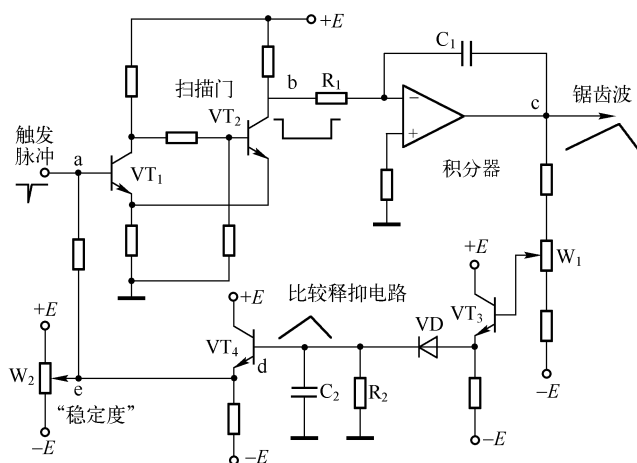 +E
C₁
扫描门
b
R₁
锯齿波
VT₂
−
c
触发
脉冲
+
积分器
a
VT₁
+E
W₁
+E
比较释抑电路
+E
VT₃
VT₄
VD
d
W₂
e
C₂
R₂
−E
“稳定度”
−E
−E
−E